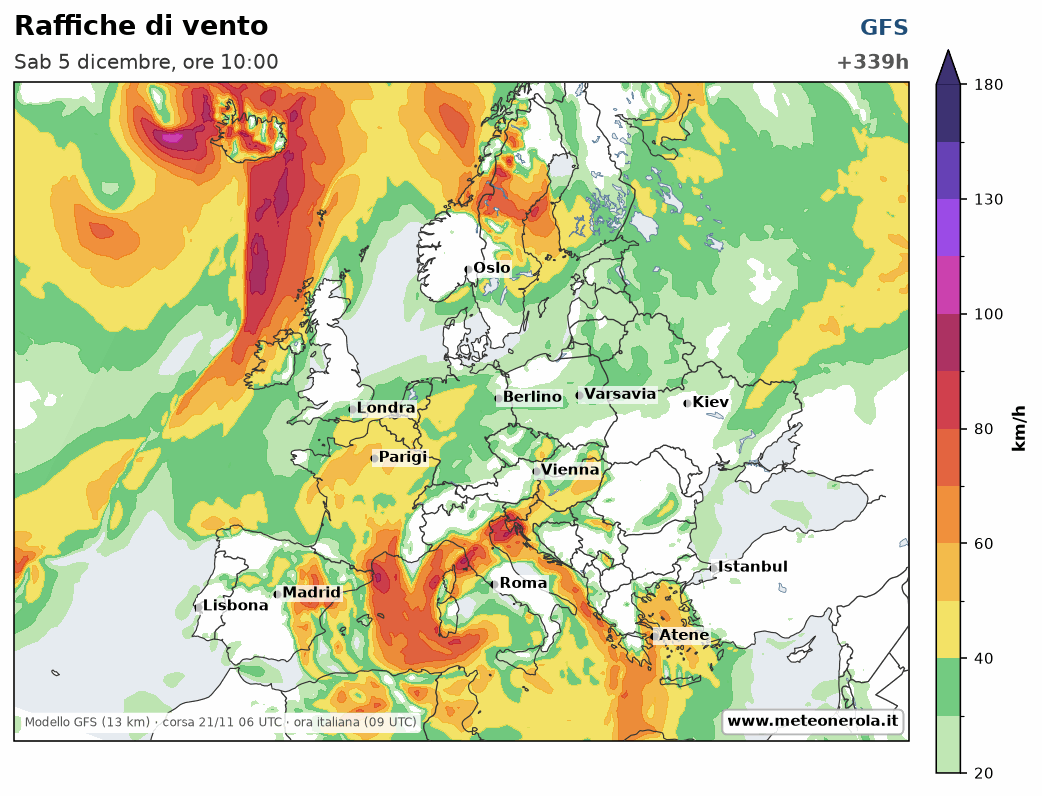 Raffiche di vento
GFS
Sab 5 dicembre, ore 10:00
+339h
180
130
100
80
60
40
20
km/h
Oslo
Londra
Berlino
Varsavia
Kiev
Parigi
Vienna
Istanbul
Roma
Madrid
Lisbona
Atene
Modello GFS (13 km) · corsa 21/11 06 UTC · ora italiana (09 UTC)
www.meteonerola.it